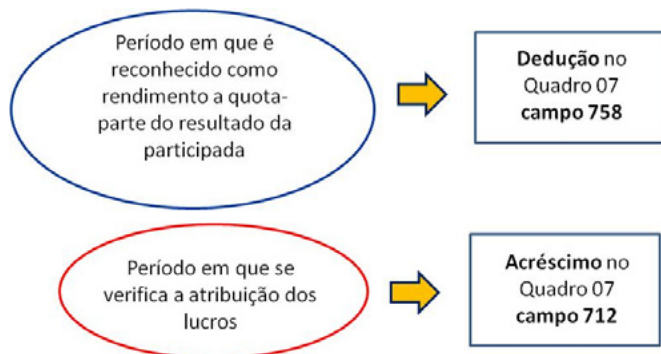 Período em que é
reconhecido como
rendimento a quota-
parte do resultado da
participada
Dedução no
Quadro 07
campo 758
Período em que se
verifica a atribuição dos
lucros
Acréscimo no
Quadro 07
campo 712